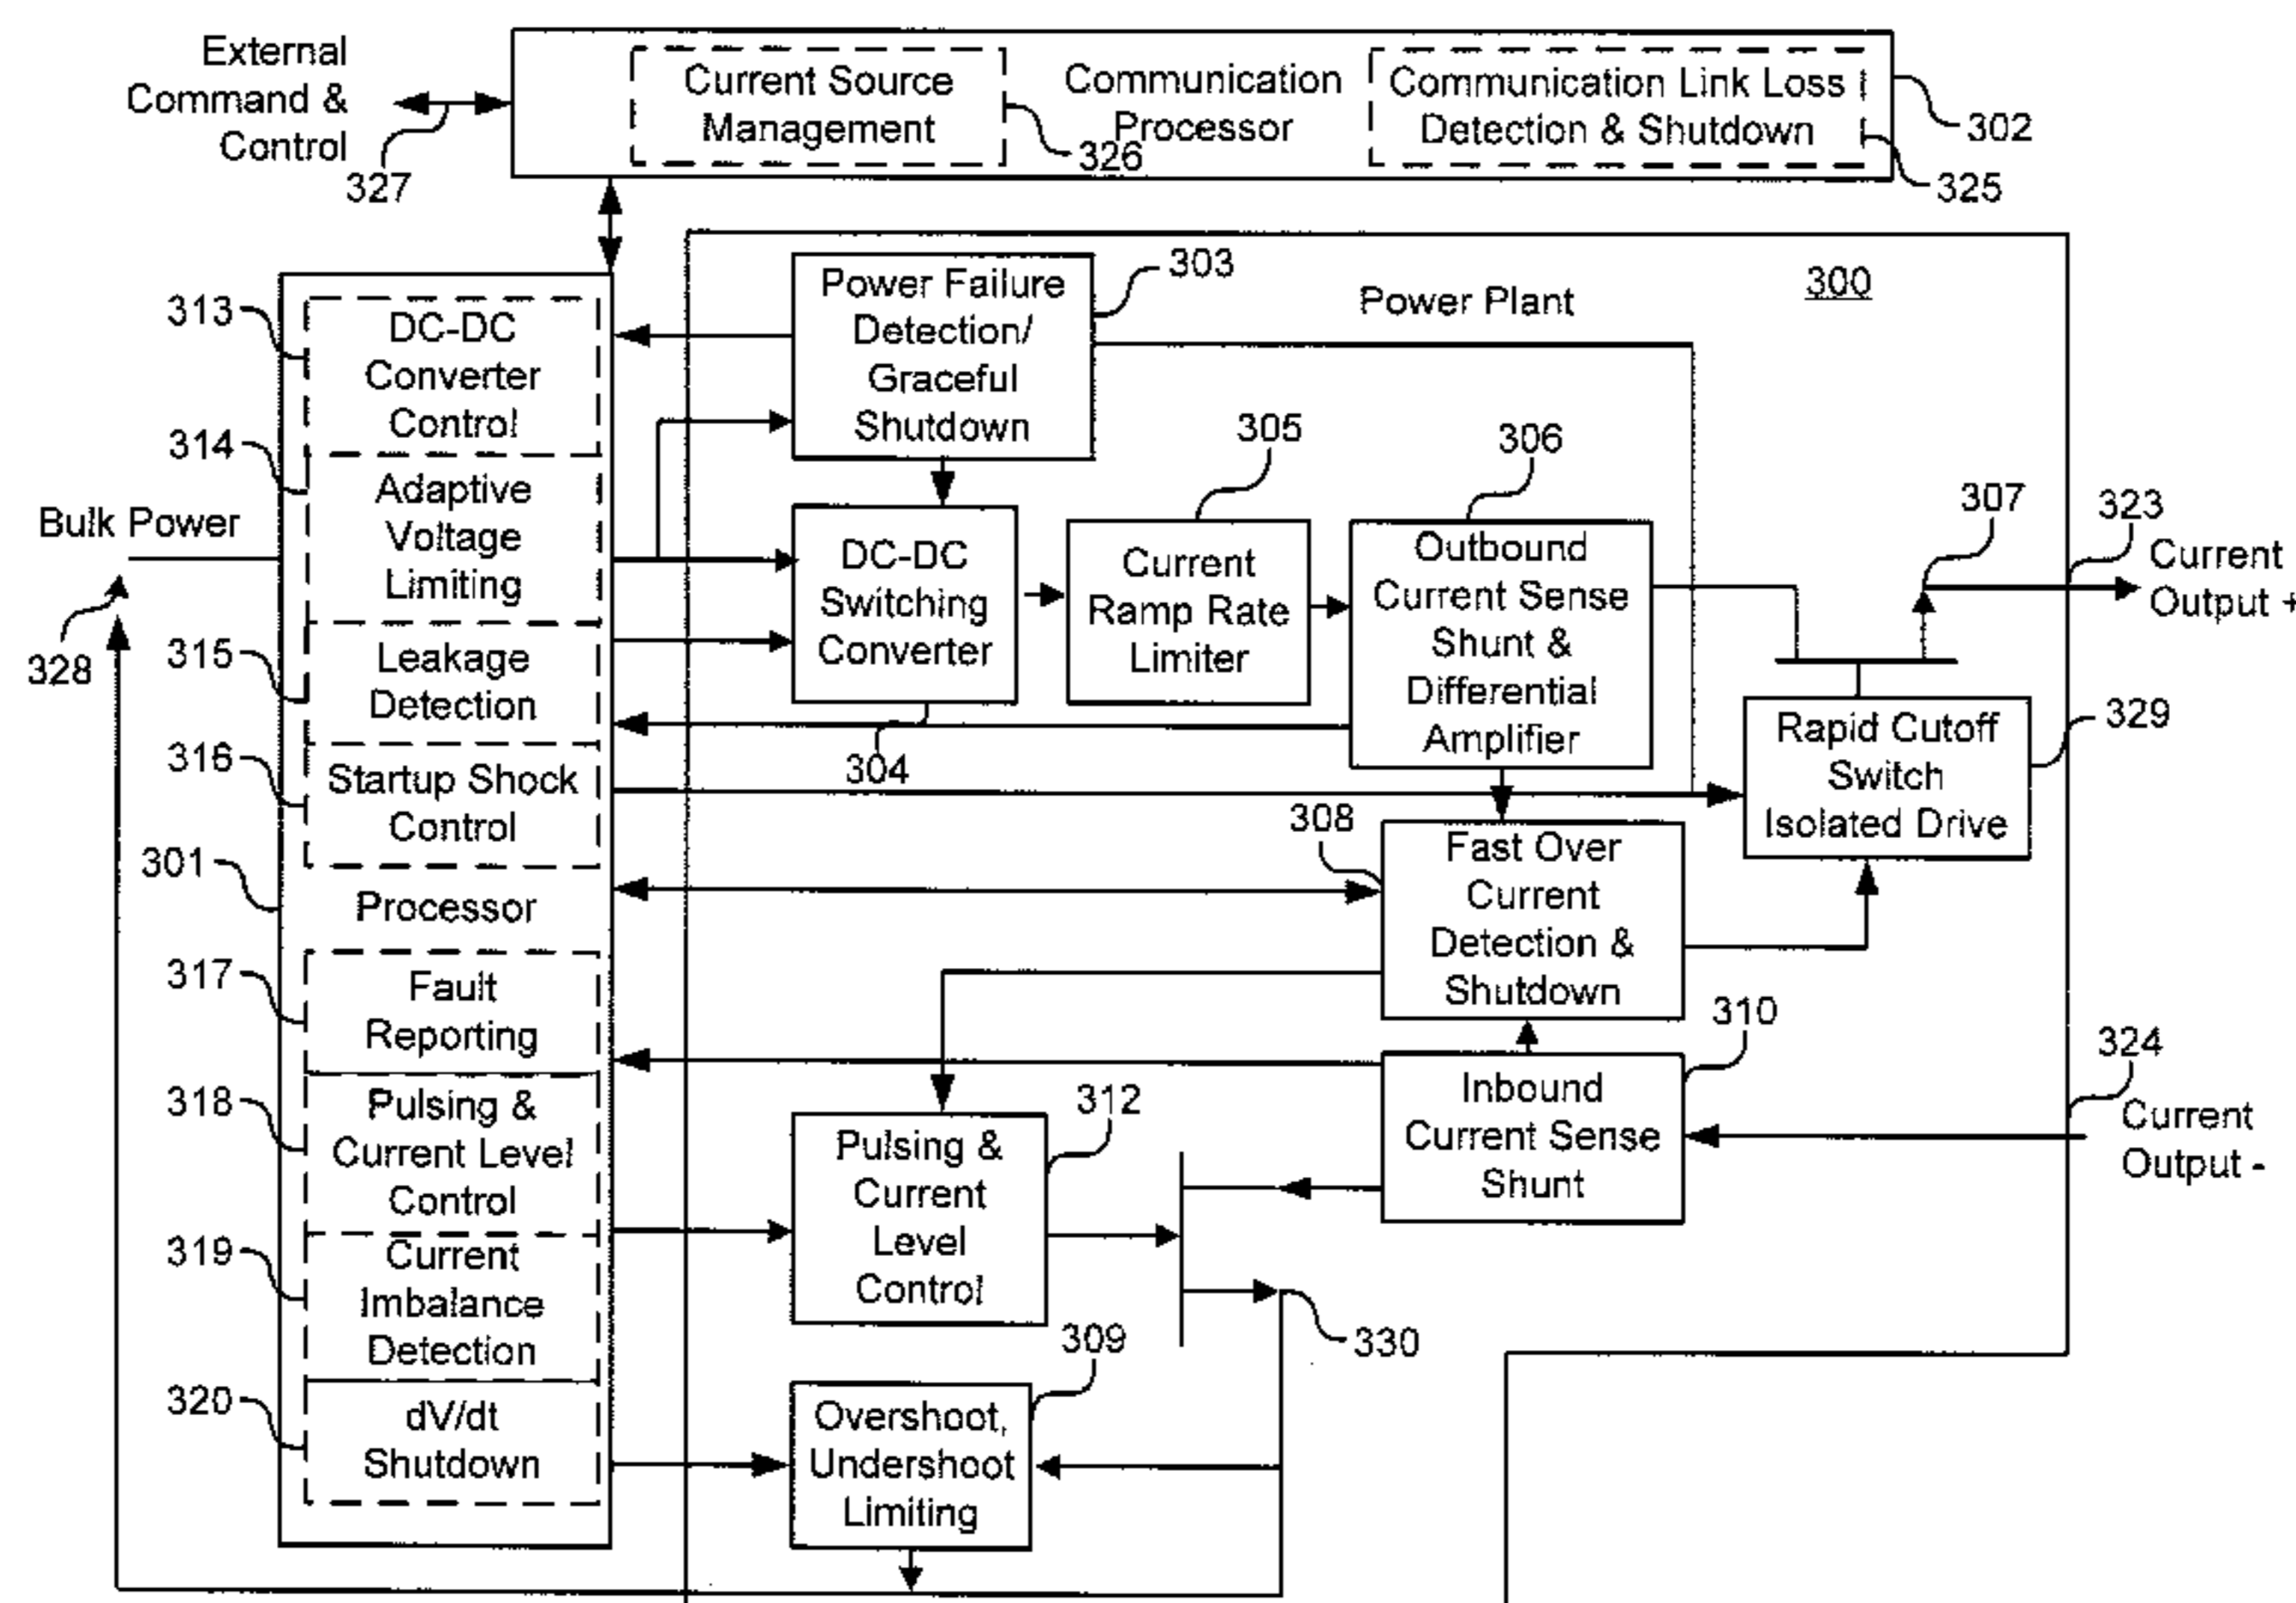 External
Command &
Control
327
Current Source
Management
326
Communication
Processor
Communication Link Loss
Detection & Shutdown
302
325
300
Power Plant
313
DC-DC
Converter
Control
314
Adaptive
Voltage
Limiting
Bulk Power
328
315
Leakage
Detection
316
Startup Shock
Control
301
Processor
317
Fault
Reporting
318
Pulsing &
Current Level
Control
319
Current
Imbalance
Detection
320
dV/dt
Shutdown
Power Failure
Detection/
Graceful
Shutdown
303
DC-DC
Switching
Converter
304
305
Current
Ramp Rate
Limiter
306
Outbound
Current Sense
Shunt &
Differential
Amplifier
307
323
Current
Output +
Rapid Cutoff
Switch
Isolated Drive
329
308
Fast Over
Current
Detection &
Shutdown
310
Inbound
Current Sense
Shunt
324
Current
Output -
312
Pulsing &
Current
Level
Control
330
309
Overshoot,
Undershoot
Limiting